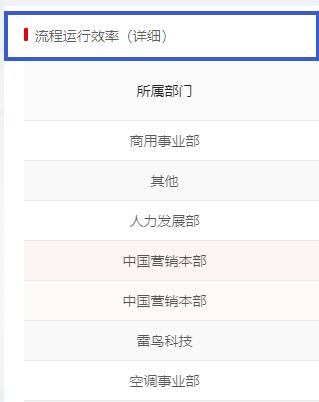 流程运行效率（详细）
所属部门
商用事业部
其他
人力发展部
中国营销本部
中国营销本部
雷鸟科技
空调事业部